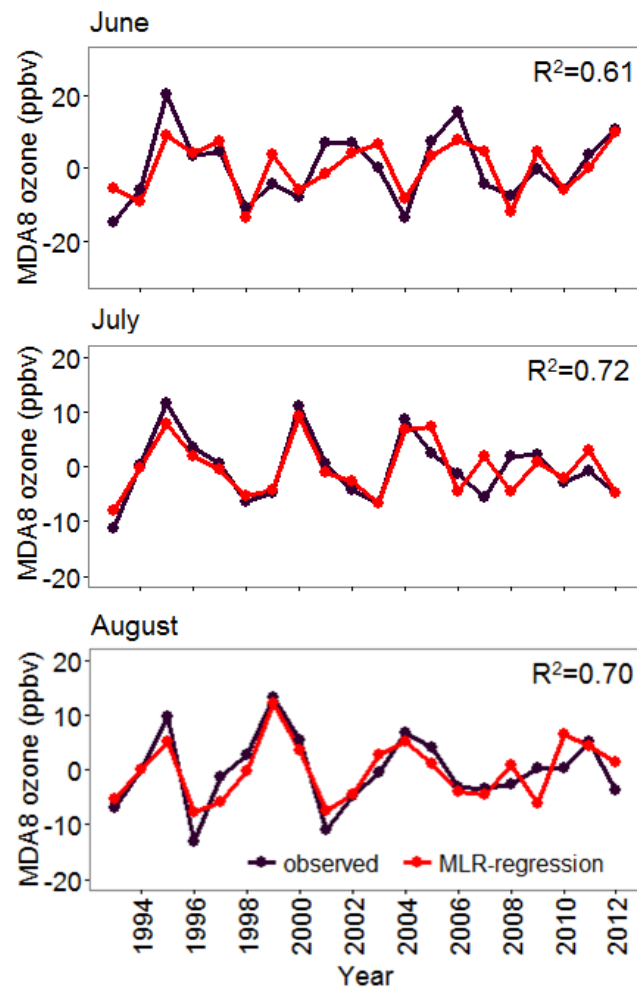 June
R²=0.61
MDA8 ozone (ppbv)
20
0
-20
July
R²=0.72
MDA8 ozone (ppbv)
20
10
0
-10
-20
August
R²=0.70
MDA8 ozone (ppbv)
20
10
0
-10
-20
observed MLR-regression
1994 1996 1998 2000 2002 2004 2006 2008 2010 2012
Year